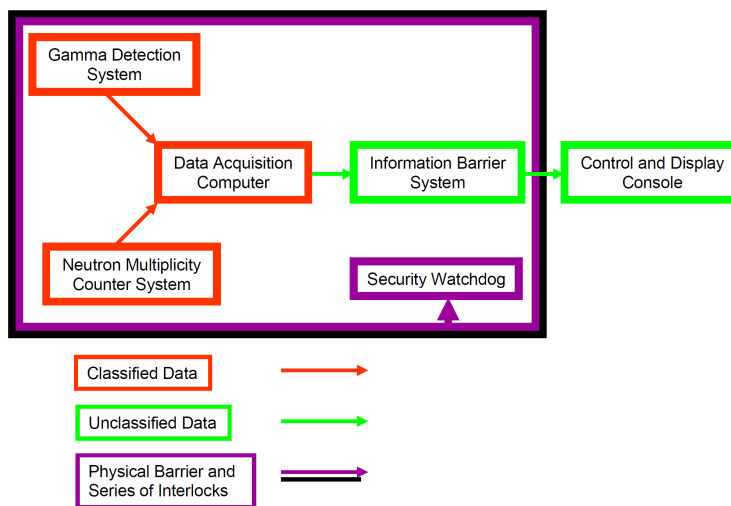 Gamma Detection
System
Data Acquisition
Computer
Information Barrier
System
Control and Display
Console
Neutron Multiplicity
Counter System
Security Watchdog
Classified Data
Unclassified Data
Physical Barrier and
Series of Interlocks